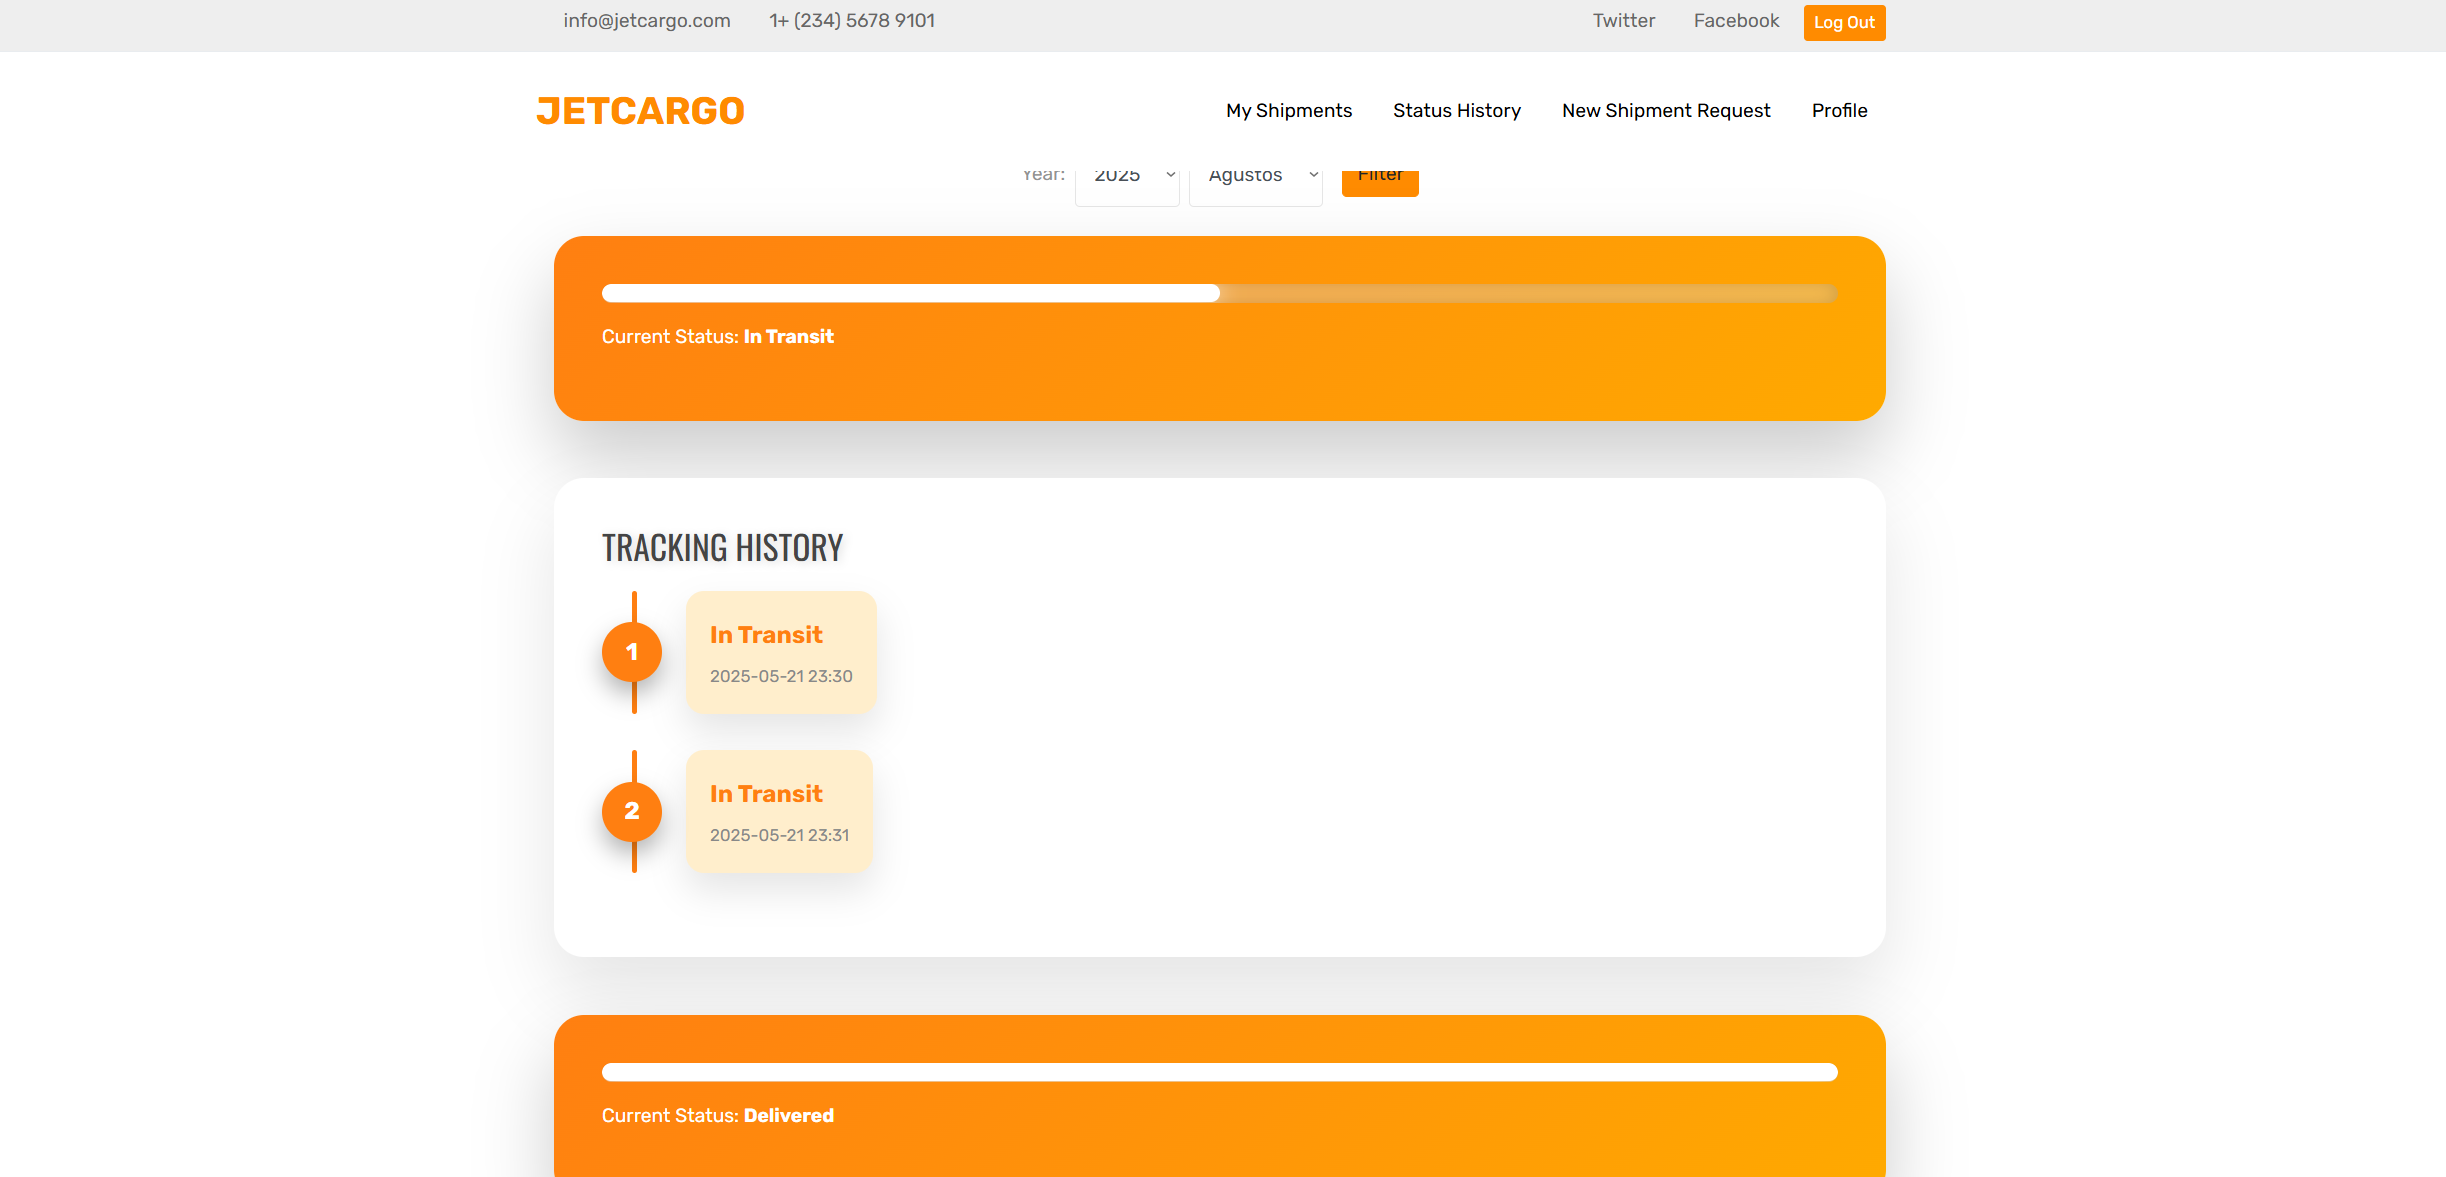 info@jetcargo.com 1+ (234) 5678 9101 Twitter Facebook Log Out
JETCARGO My Shipments Status History New Shipment Request Profile
Year: 2025 Ağustos Filter
Current Status: In Transit
TRACKING HISTORY
1 In Transit
2025-05-21 23:30
2 In Transit
2025-05-21 23:31
Current Status: Delivered